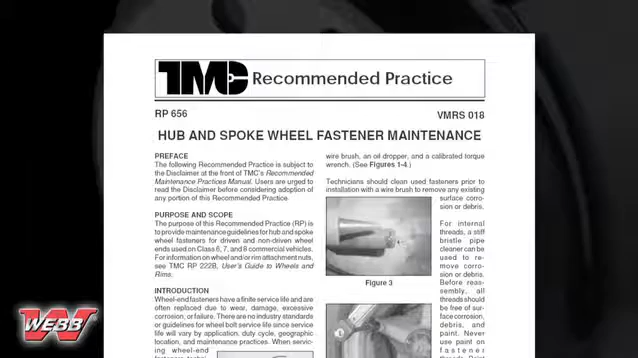 TMC Recommended Practice
RP 656
VMRS 018
HUB AND SPOKE WHEEL FASTENER MAINTENANCE
PREFACE
The following Recommended Practice is subject to
the Disclaimer at the front of TMC's Recommended
Maintenance Practices Manual. Users are urged to
read the Disclaimer before considering adoption of
any portion of this Recommended Practice.
PURPOSE AND SCOPE
The purpose of this Recommended Practice (RP) is
to provide maintenance guidelines for hub and spoke
wheel fasteners for driven and non-driven wheel
ends used on Class 6, 7, and 8 commercial vehicles.
For information on wheel and/or rim attachment nuts,
see TMC RP 222B, User's Guide to Wheels and
Rims.
INTRODUCTION
Wheel-end fasteners have a finite service life and are
often replaced due to wear, damage, excessive
corrosion, or failure. There are no industry standards
or guidelines for wheel bolt service life since service
life will vary by application, duty cycle, geographic
location, and maintenance practices. When servic-
ing wheel-end
wire brush, an oil dropper, and a calibrated torque
wrench. (See Figures 1-4.)
Technicians should clean used fasteners prior to
installation with a wire brush to remove any existing
surface corro-
sion or debris.
Figure 3
For internal
threads, a stiff
bristle pipe
cleaner can be
used to re-
move corro-
sion or debris.
Before reas-
sembly, all
threads should
be free of sur-
face corrosion,
debris, and
paint. Never
use paint on
fastener
WEBB